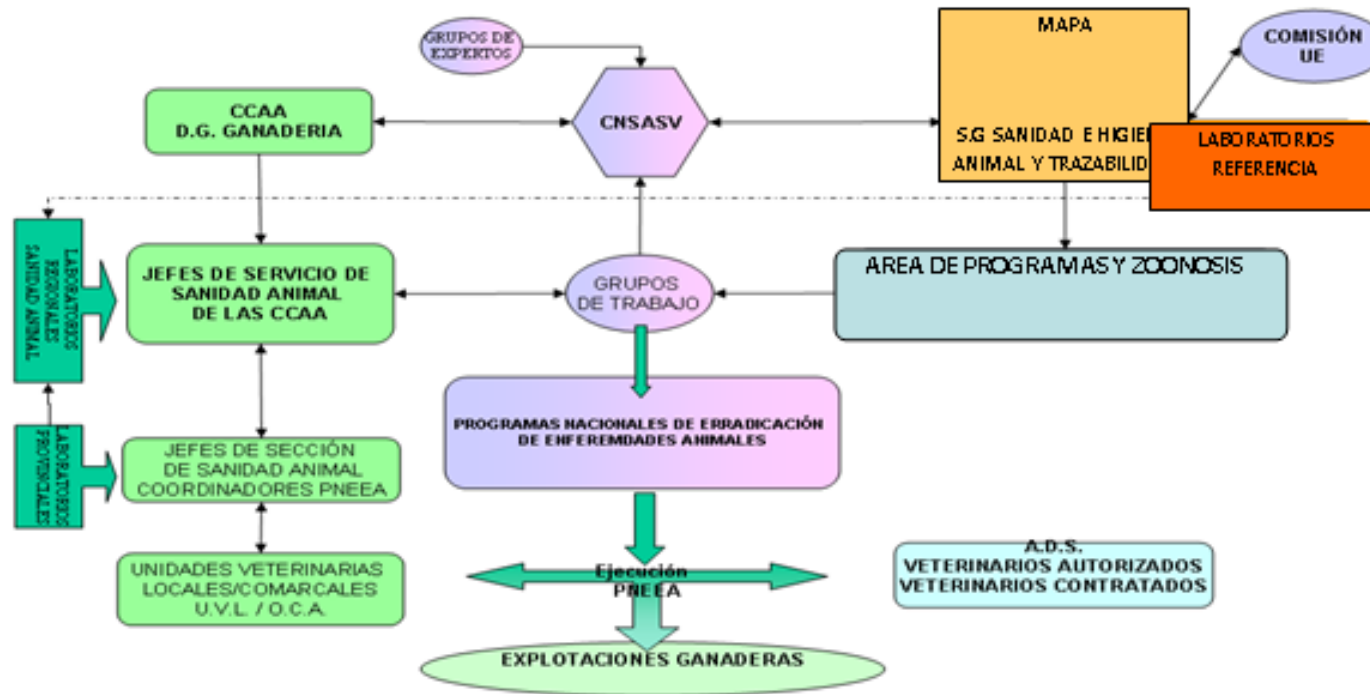 GRUPOS DE
EXPERTOS
MAPA
COMISIÓN
UE
CCAA
D.G. GANADERIA
CNSASV
S.G SANIDAD E HIGIEN
ANIMAL Y TRAZABILID
LABORATORIOS
REFERENCIA
LABORATORIOS
REGIONALES
SANIDAD ANIMAL
JEFES DE SERVICIO DE
SANIDAD ANIMAL
DE LAS CCAA
GRUPOS
DE TRABAJO
AREA DE PROGRAMAS Y ZOONOSIS
PROGRAMAS NACIONALES DE ERRADICACIÓN
DE ENFEREMDADES ANIMALES
LABORATORIOS
PROVINCIALES
JEFES DE SECCIÓN
DE SANIDAD ANIMAL
COORDINADORES PNEEA
UNIDADES VETERINARIAS
LOCALES/COMARCALES
U.V.L. / O.C.A.
Ejecución
PNEEA
A.D.S.
VETERINARIOS AUTORIZADOS
VETERINARIOS CONTRATADOS
EXPLOTACIONES GANADERAS